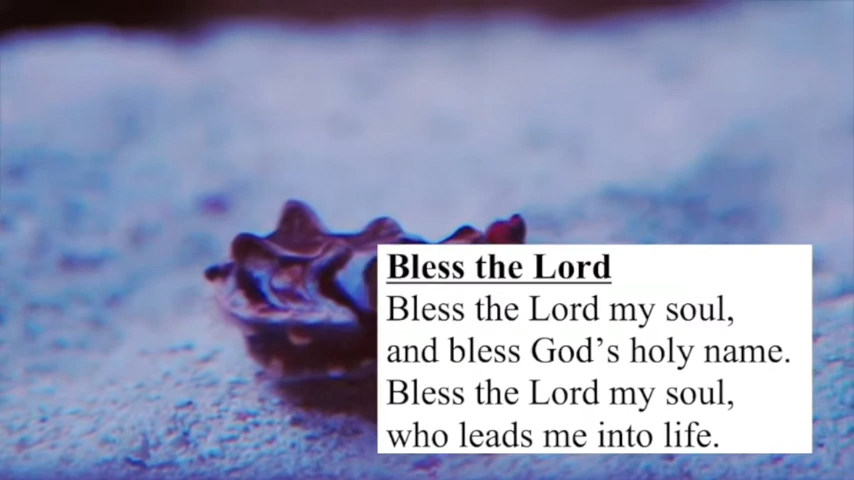 Bless the Lord
Bless the Lord my soul,
and bless God’s holy name.
Bless the Lord my soul,
who leads me into life.